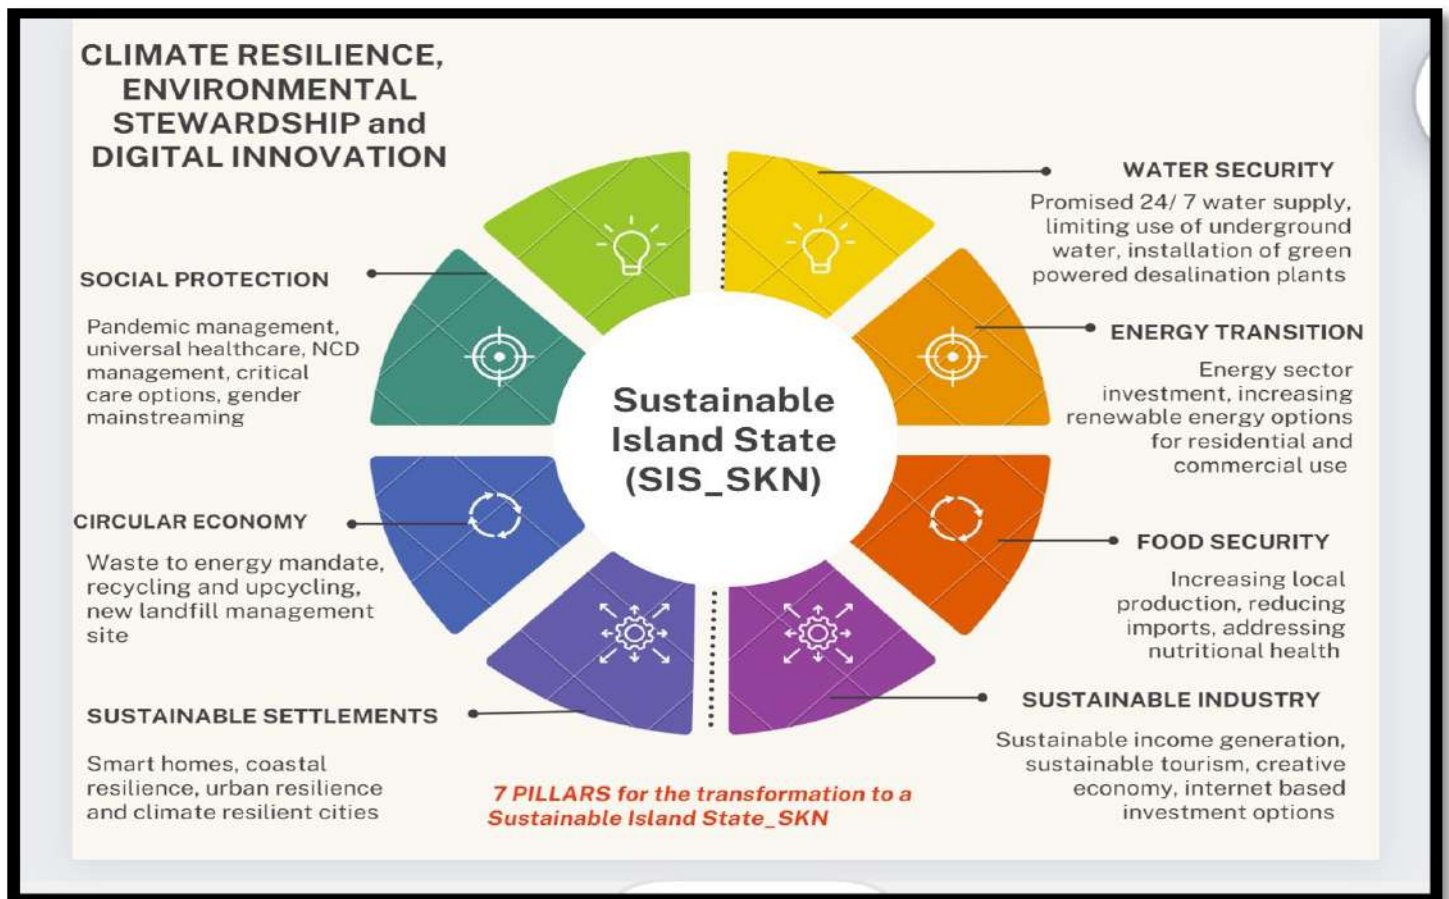 CLIMATE RESILIENCE,
ENVIRONMENTAL
STEWARDSHIP and
DIGITAL INNOVATION
WATER SECURITY
Promised 24/ 7 water supply,
limiting use of underground
water, installation of green
powered desalination plants
ENERGY TRANSITION
Energy sector
investment, increasing
renewable energy options
for residential and
commercial use
FOOD SECURITY
Increasing local
production, reducing
imports, addressing
nutritional health
SUSTAINABLE INDUSTRY
Sustainable income generation,
sustainable tourism, creative
economy, internet based
investment options
SOCIAL PROTECTION
Pandemic management,
universal healthcare, NCD
management, critical
care options, gender
mainstreaming
CIRCULAR ECONOMY
Waste to energy mandate,
recycling and upcycling,
new landfill management
site
SUSTAINABLE SETTLEMENTS
Smart homes, coastal
resilience, urban resilience
and climate resilient cities
Sustainable
Island State
(SIS_SKN)
7 PILLARS for the transformation to a
Sustainable Island State_SKN